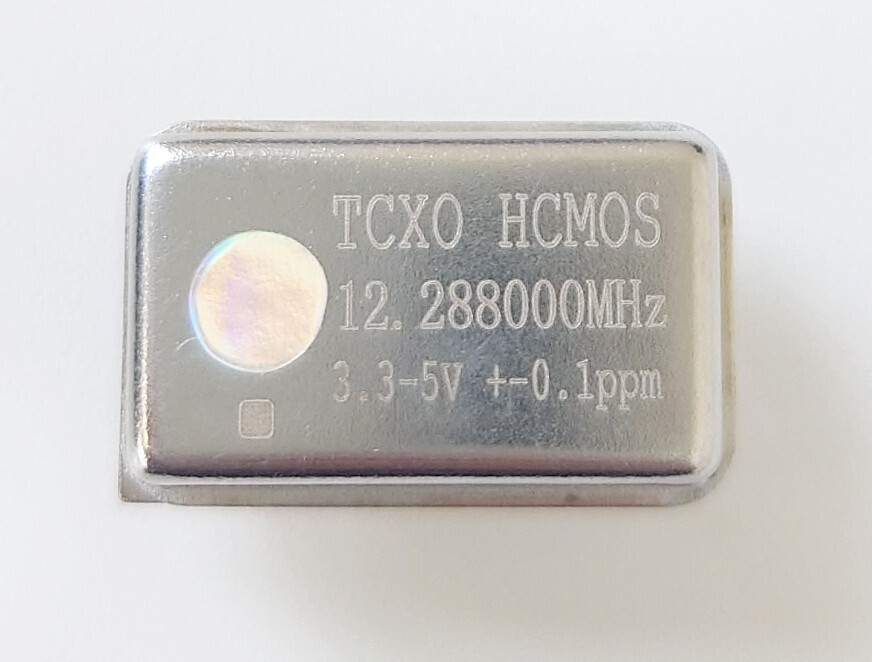 TCXO HCMOS
12.288000MHz
3.3-5V +-0.1ppm